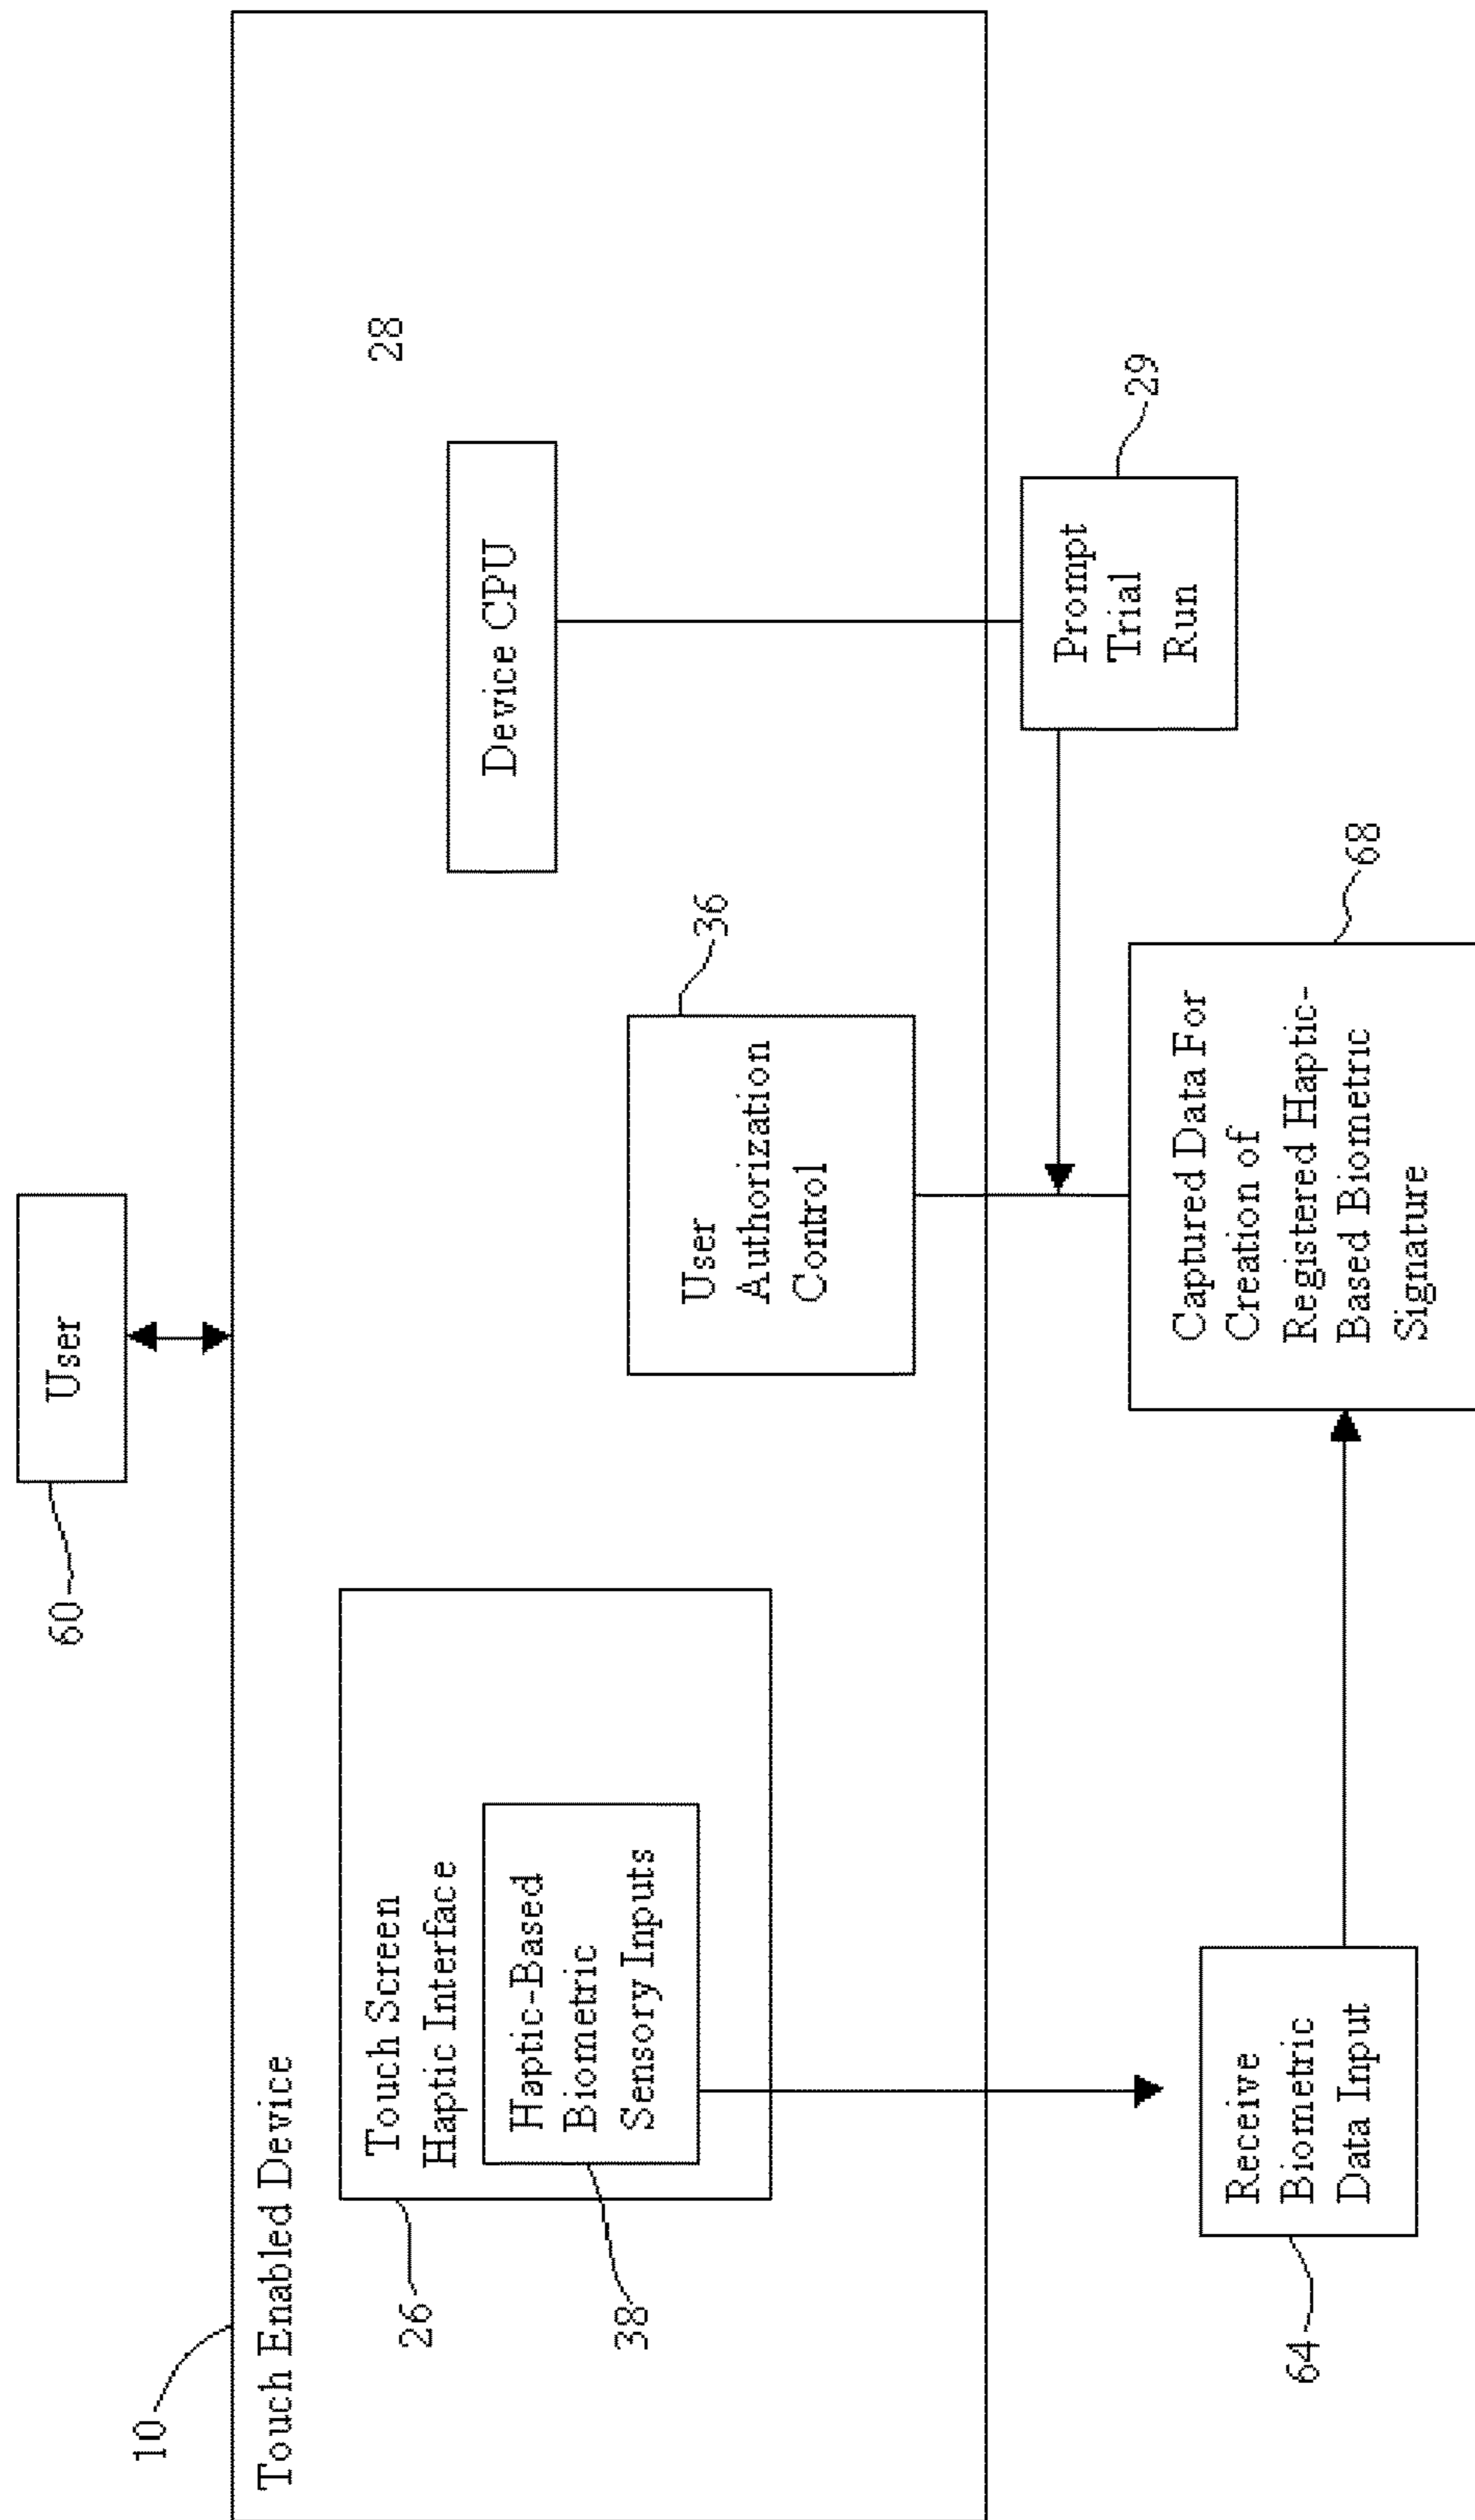 60
User
10
Touch Enabled Device
26
Touch Screen
Haptic Interface
38
Haptic-Based
Biometric
Sensory Inputs
User
Authorization
Control
36
Device CPU
28
64
Receive
Biometric
Data Input
Captured Data For
Creation of
Registered Haptic-
Based Biometric
Signature
68
Prompt
Trial
Run
29